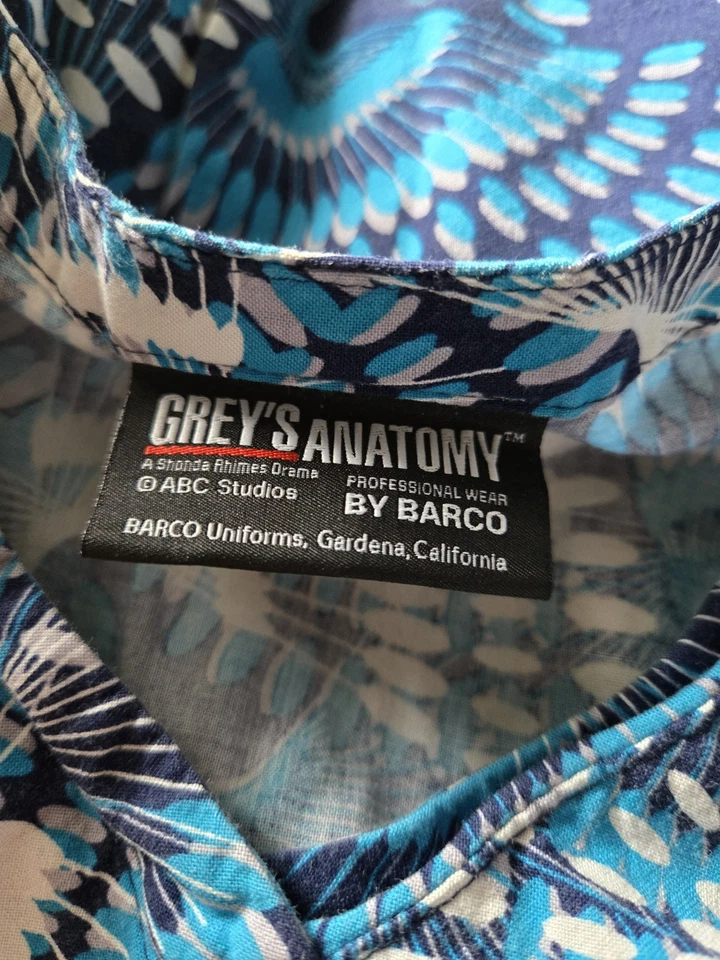 GREY'S ANATOMY™
A Shonda Rhimes Drama
© ABC Studios
PROFESSIONAL WEAR
BY BARCO
BARCO Uniforms, Gardena, California